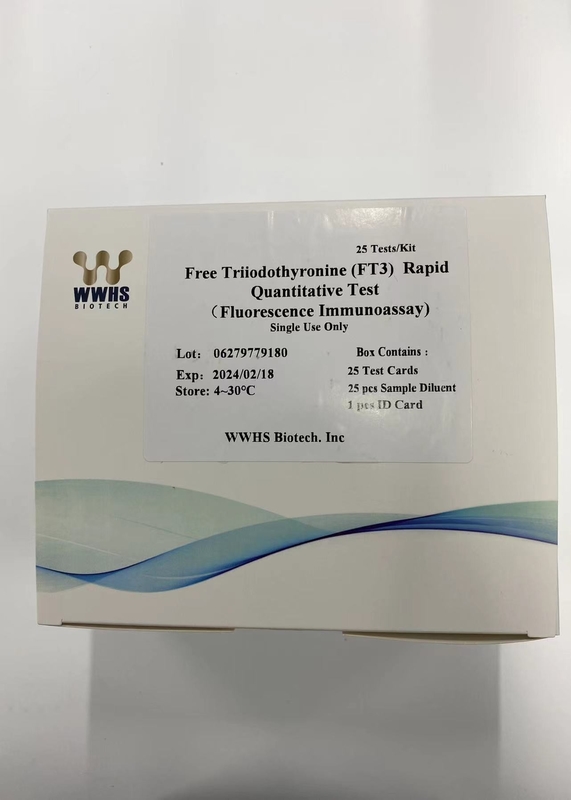 WWHS
BIOTECH
25 Tests/Kit
Free Triiodothyronine (FT3) Rapid
Quantitative Test
（Fluorescence Immunoassay)
Single Use Only
Lot: 06279779180
Exp: 2024/02/18
Store: 4~30°C
Box Contains :
25 Test Cards
25 pcs Sample Diluent
1 pcs ID Card
WWHS Biotech. Inc